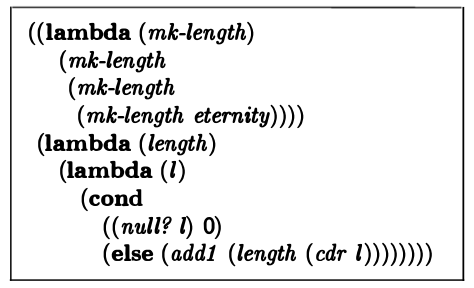 ((lambda (mk-length)
(mk-length
(mk-length
(mk-length eternity))))
(lambda (length)
(lambda (l)
(cond
((null? l) 0)
(else (add1 (length (cdr l))))))))